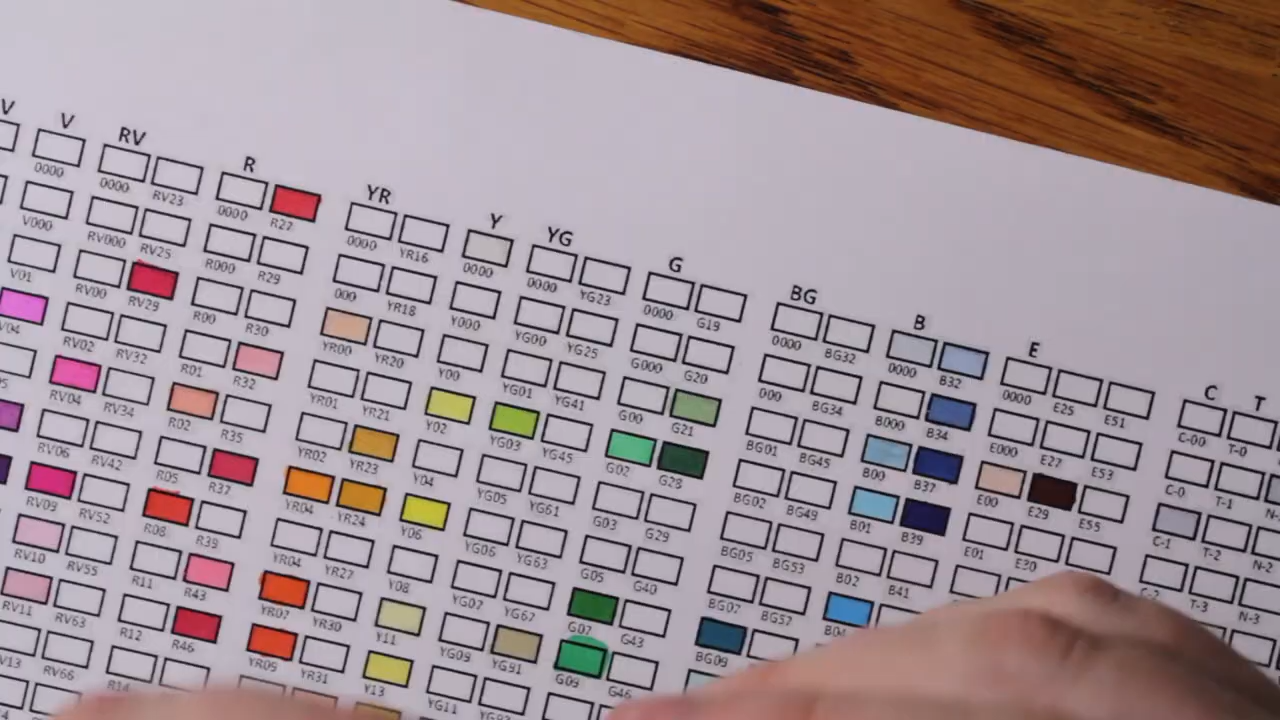 V V RV R YR Y YG G BG B E C T
0000 0000 RV23 0000 R22 0000 YR16 0000 0000 YG23 0000 G19 0000 BG32 0000 B32 0000 E25 E51 C-00 T-0
V000 RV000 RV25 R000 R29 000 YR18 Y000 YG00 YG25 G000 G20 000 BG34 B000 B34 E000 E27 E53 C-0 T-1
V01 RV00 RV29 R00 R30 YR00 YR20 Y00 YG01 YG41 G00 G21 BG01 BG45 B00 B37 E00 E29 E55 C-1 T-2
V04 RV02 RV32 R01 R32 YR01 YR21 Y02 YG03 YG45 G02 G28 BG02 BG49 B01 B39 E01 E30 T-3 N-2
RV04 RV34 R02 R35 YR02 YR23 Y04 YG05 YG61 G03 G29 BG05 BG53 B02 B41 N-3
RV06 RV42 R05 R37 YR04 YR24 Y06 YG06 YG63 G05 G40 BG07 BG57
RV09 RV52 R08 R39 YR04 YR27 Y08 YG07 YG67 G07 G43 BG09
RV10 RV55 R11 R43 YR07 YR30 Y11 YG09 YG91 G09 G46
RV11 RV63 R12 R46 YR09 YR31 Y13 YG11
RV66